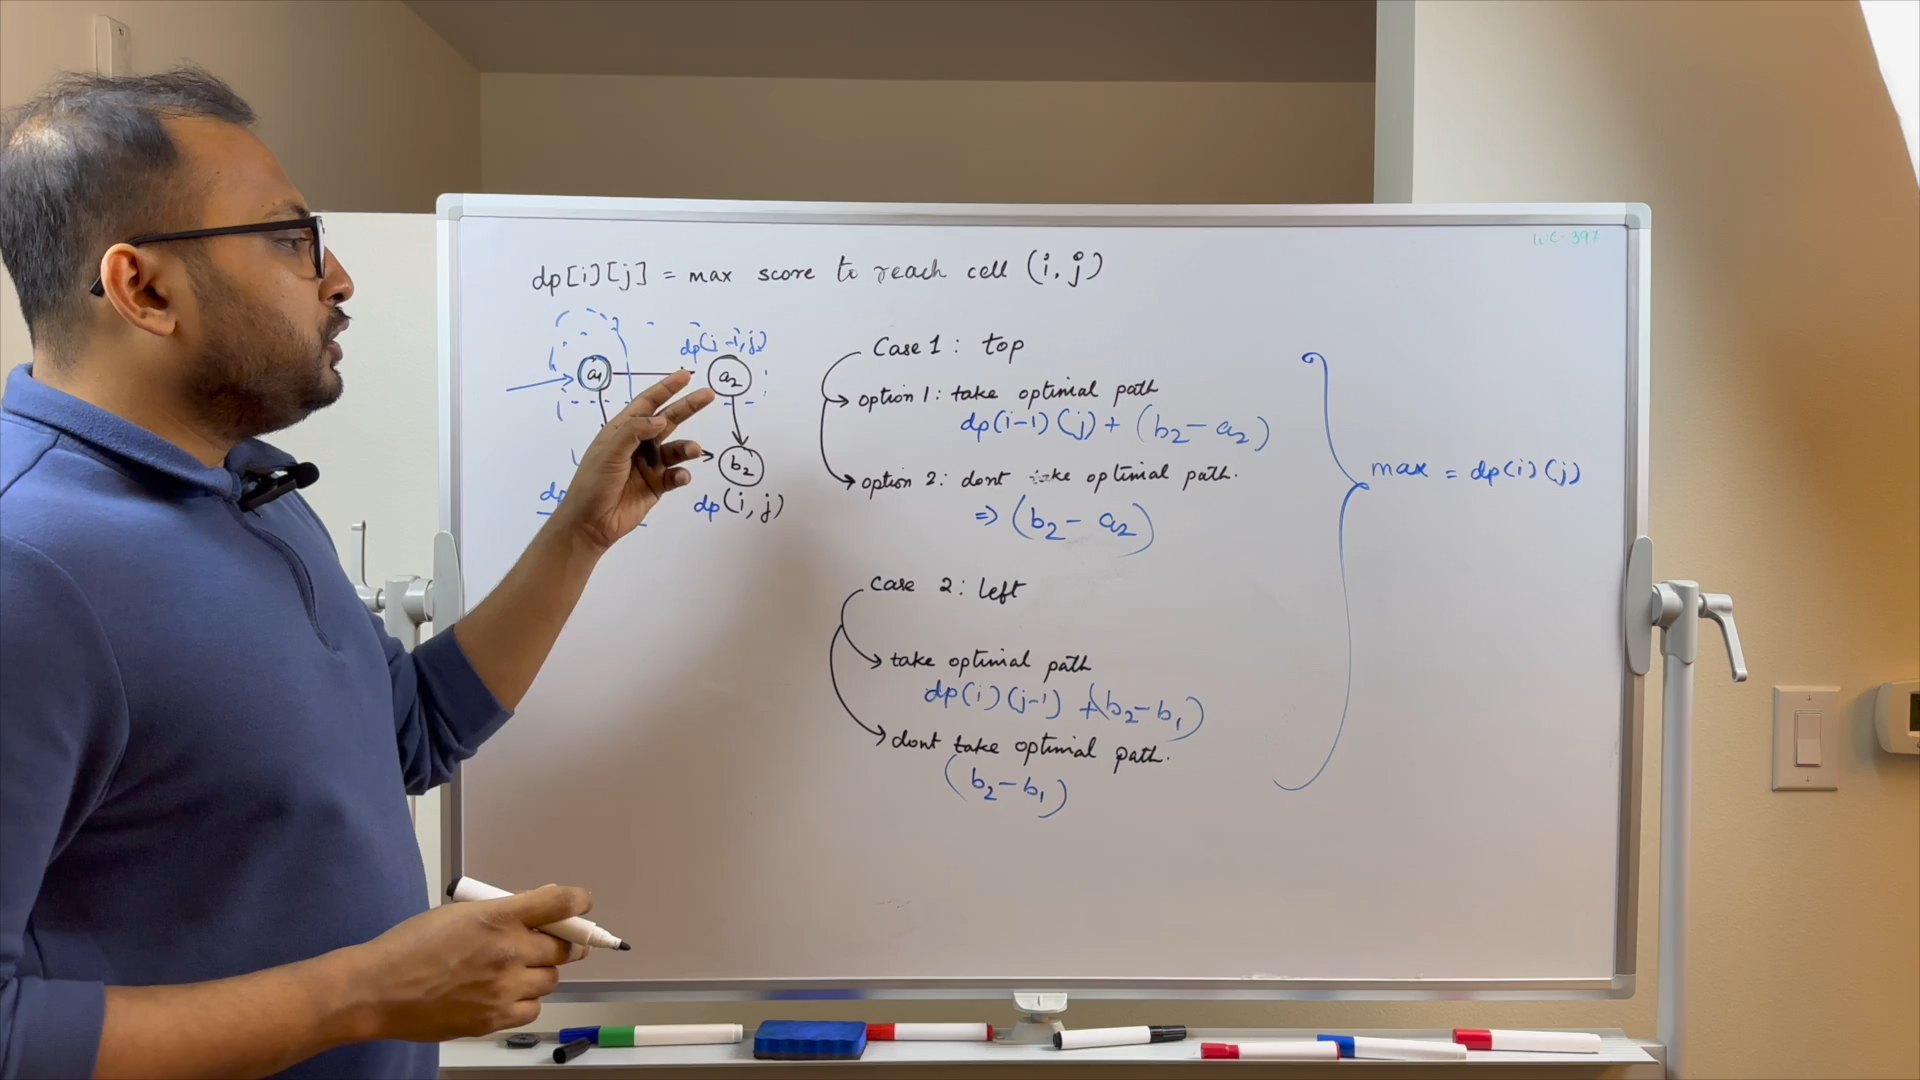 WC-397
dp[i][j] = max score to reach cell (i,j)
dp(i-1,j)
a1
a2
b2
dp
dp(i,j)
Case 1: top
option 1: take optimal path
dp(i-1)(j) + (b2 - a2)
option 2: dont take optimal path.
=> (b2 - a2)
max = dp(i)(j)
Case 2: left
take optimal path
dp(i)(j-1) + (b2-b1)
dont take optimal path.
(b2-b1)